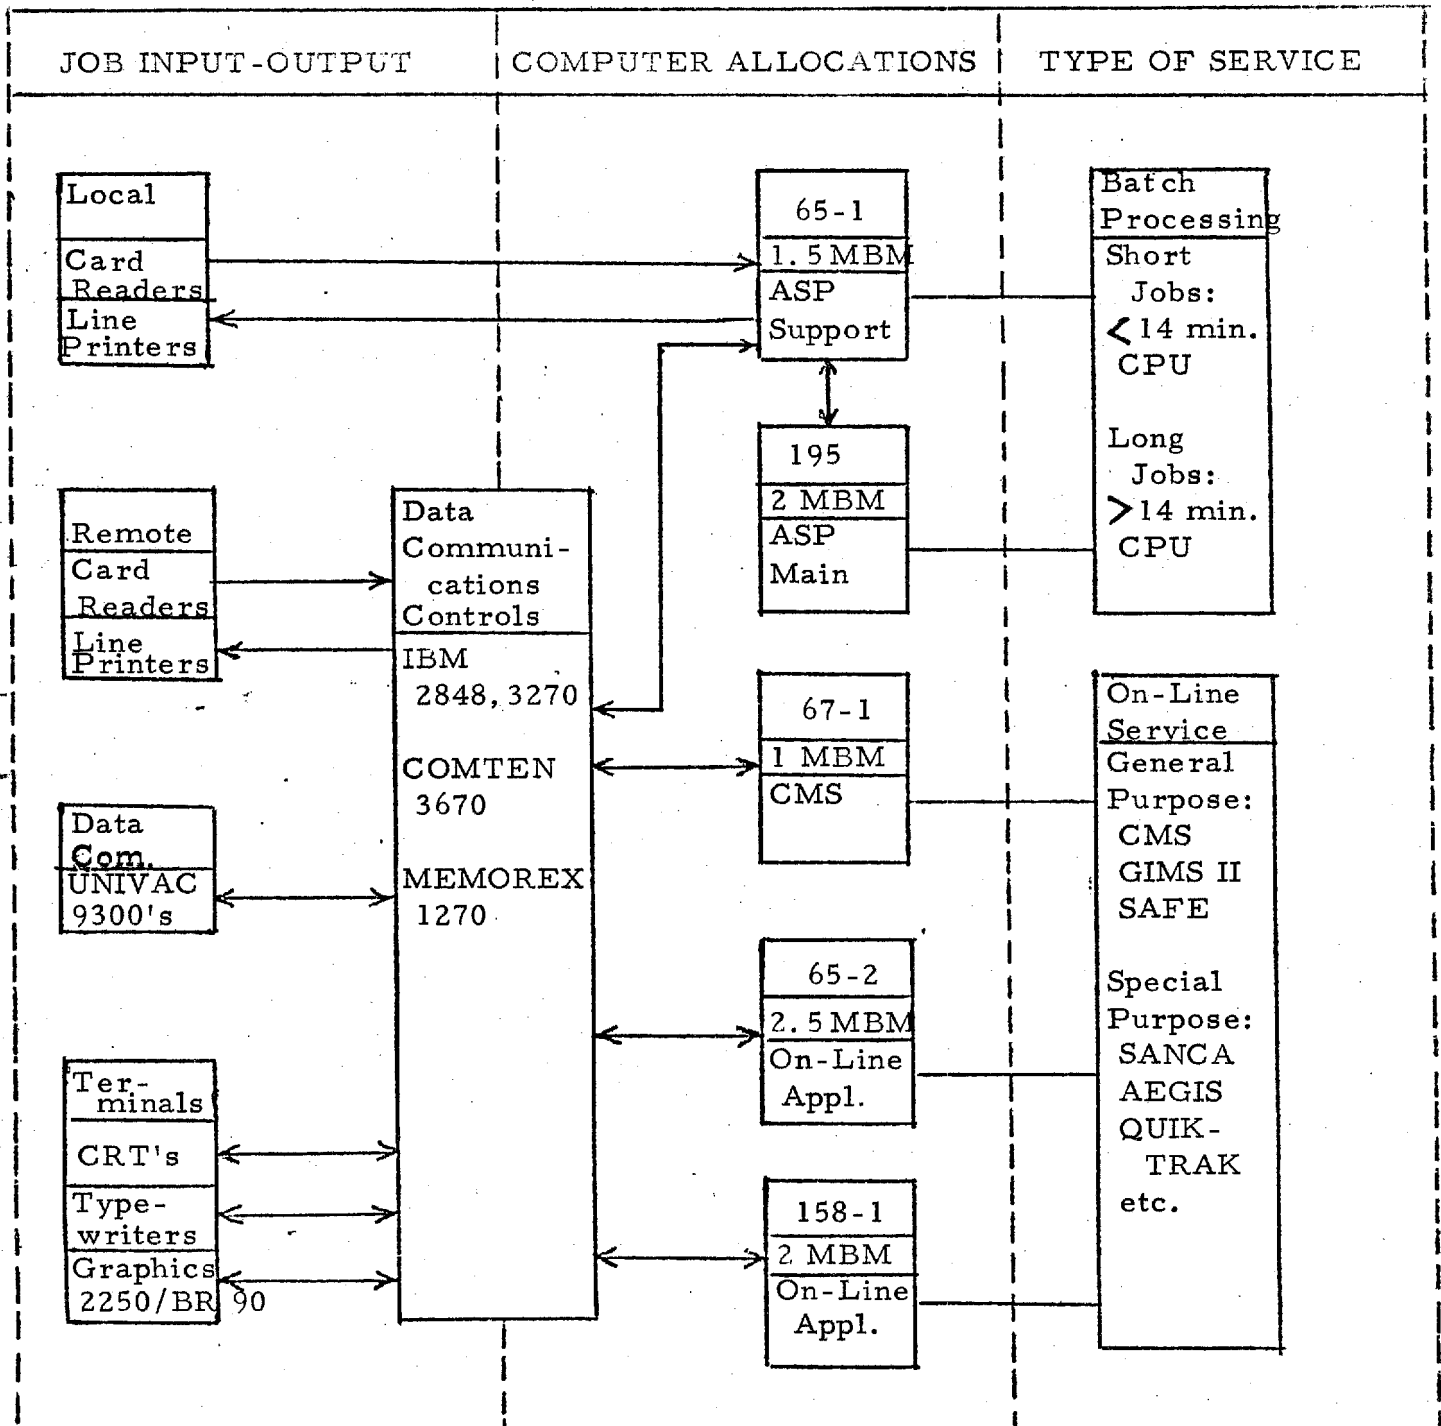 JOB INPUT-OUTPUT
COMPUTER ALLOCATIONS
TYPE OF SERVICE
Local
Card
Readers
Line
Printers
Remote
Card
Readers
Line
Printers
Data
Com.
UNIVAC
9300's
Ter-
minals
CRT's
Type-
writers
Graphics
2250/BR 90
Data
Communi-
cations
Controls
IBM
2848, 3270
COMTEN
3670
MEMOREX
1270
65-1
1.5 MBM
ASP
Support
195
2 MBM
ASP
Main
67-1
1 MBM
CMS
65-2
2.5 MBM
On-Line
Appl.
158-1
2 MBM
On-Line
Appl.
Batch
Processing
Short
Jobs:
< 14 min.
CPU
Long
Jobs:
> 14 min.
CPU
On-Line
Service
General
Purpose:
CMS
GIMS II
SAFE
Special
Purpose:
SANCA
AEGIS
QUIK-
TRAK
etc.